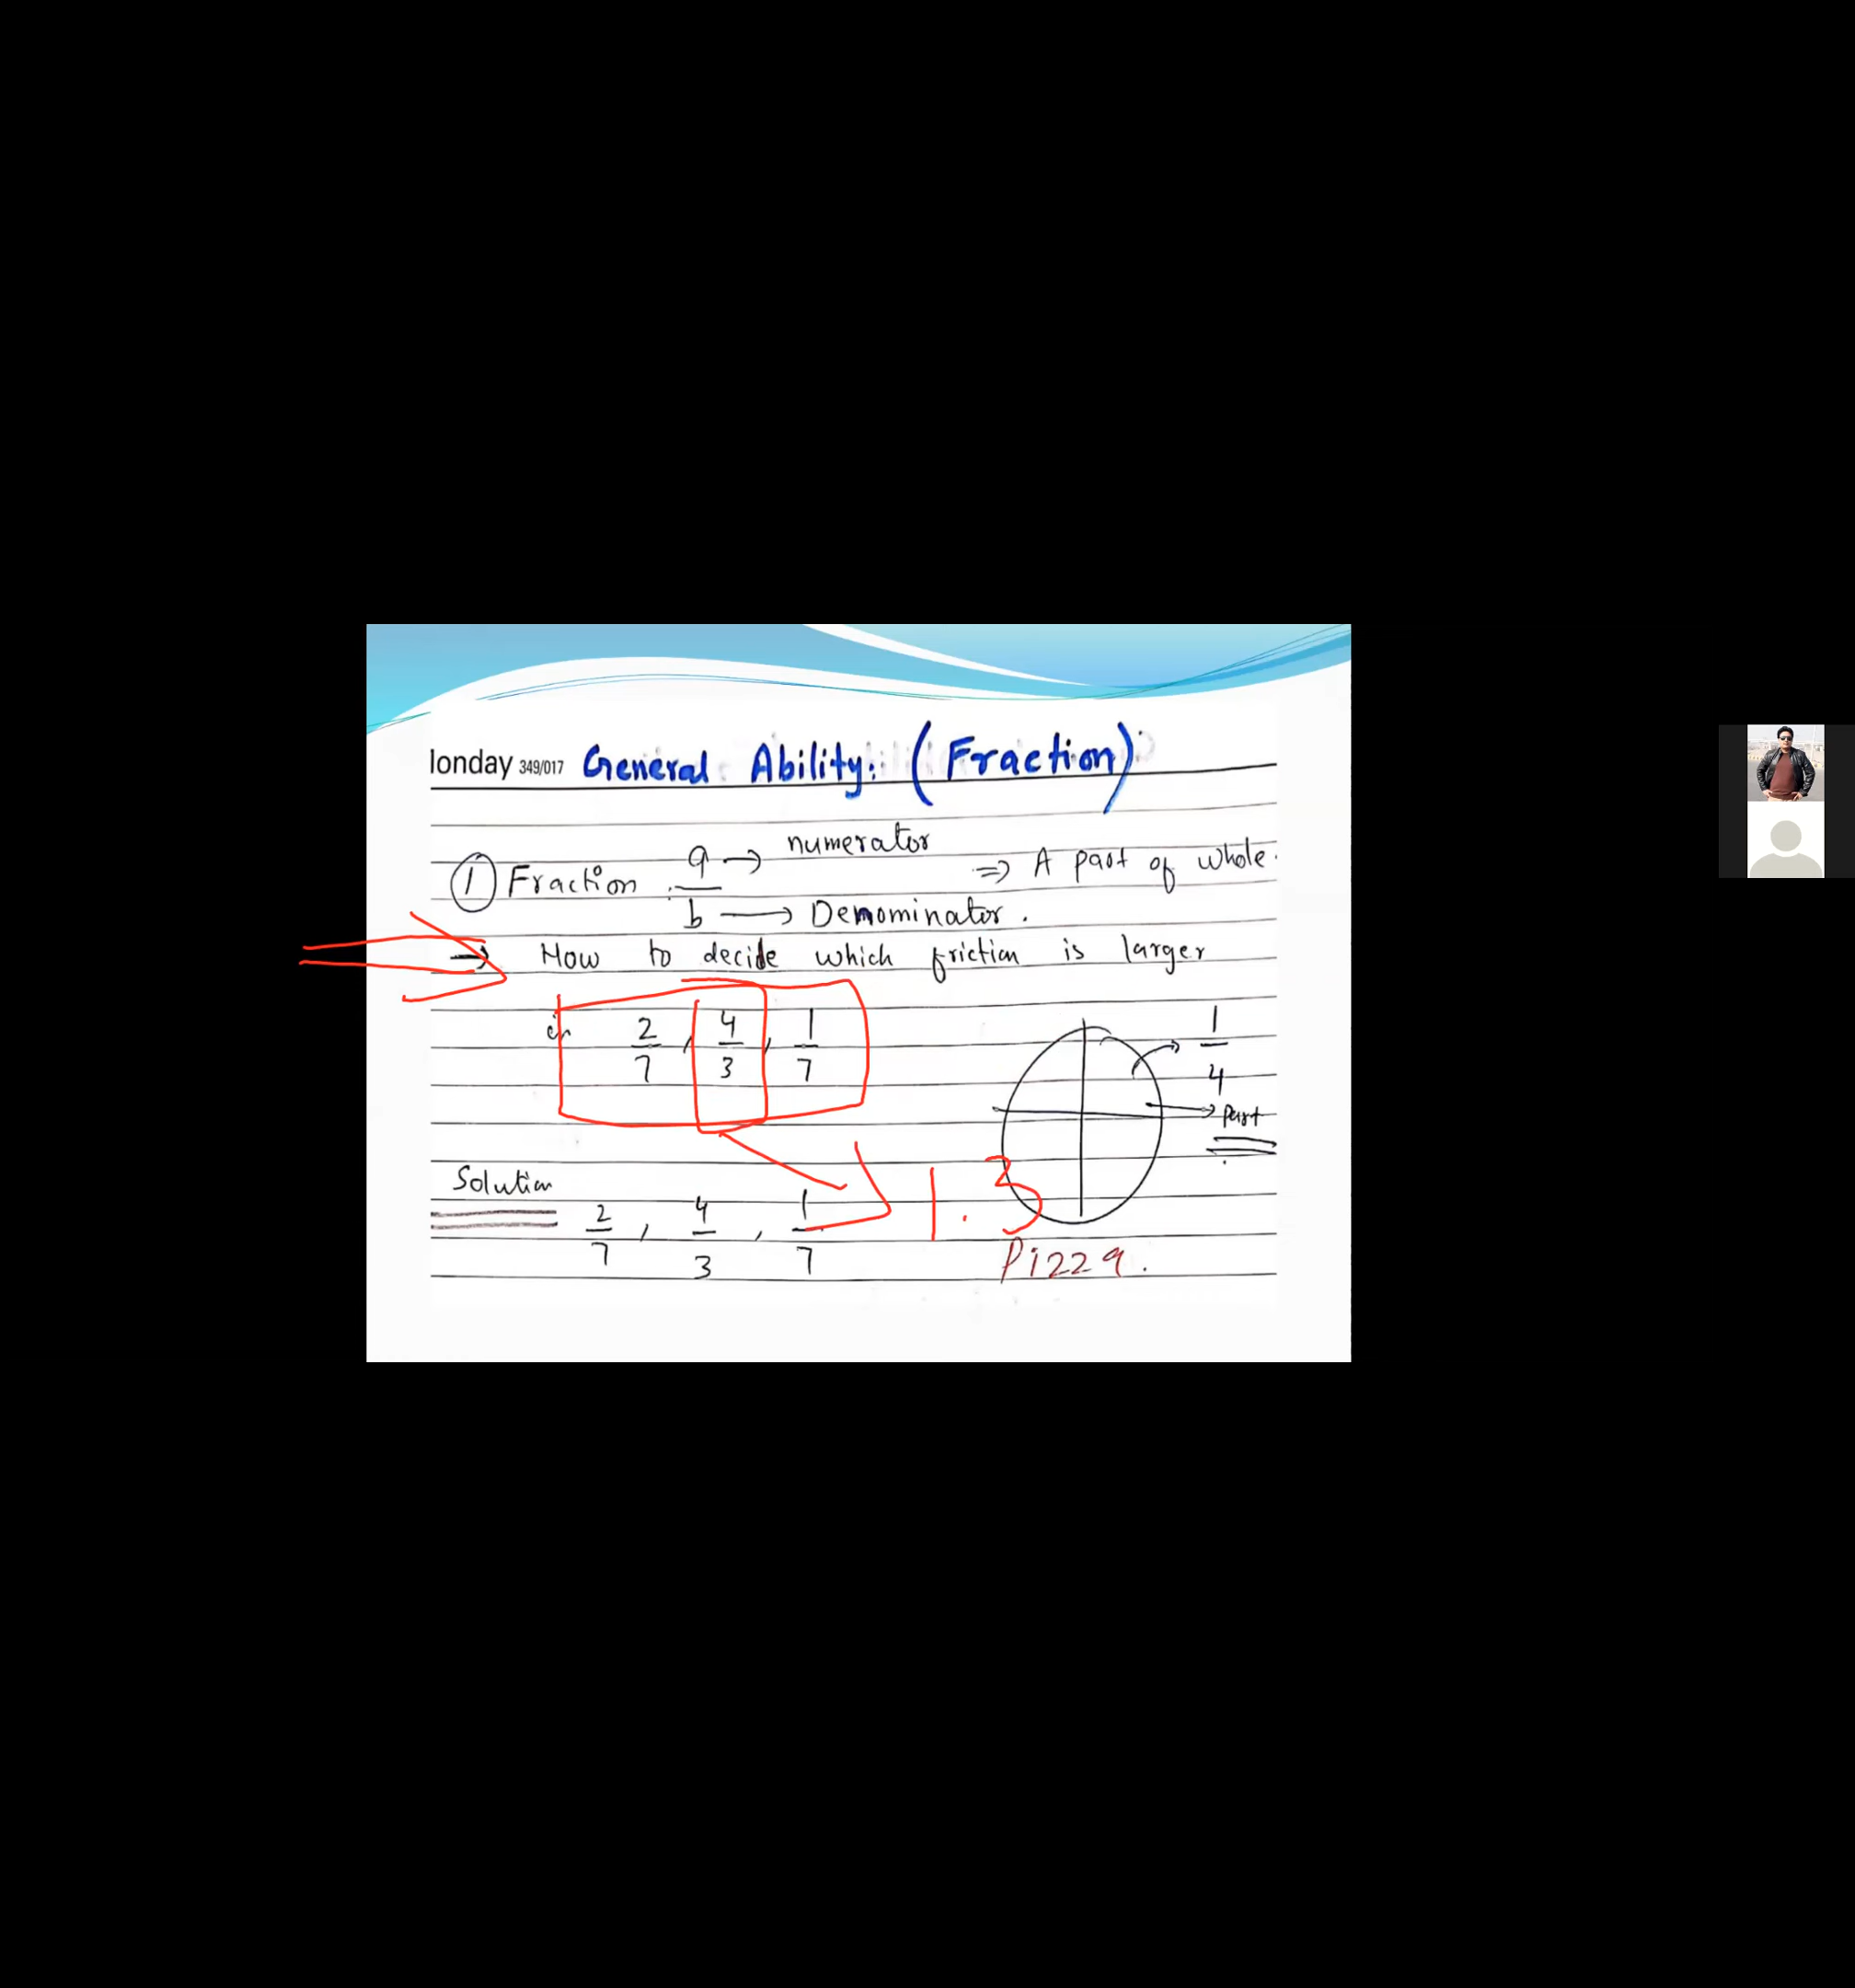 londay 349/017 General Ability: (Fraction)
① Fraction a/b → numerator ⇒ A part of whole.
b → Denominator.
→ How to decide which friction is larger
in 2/7, 4/3, 1/7
1/4
part
1.3
Solution
2/7, 4/3, 1/7
Pizza.